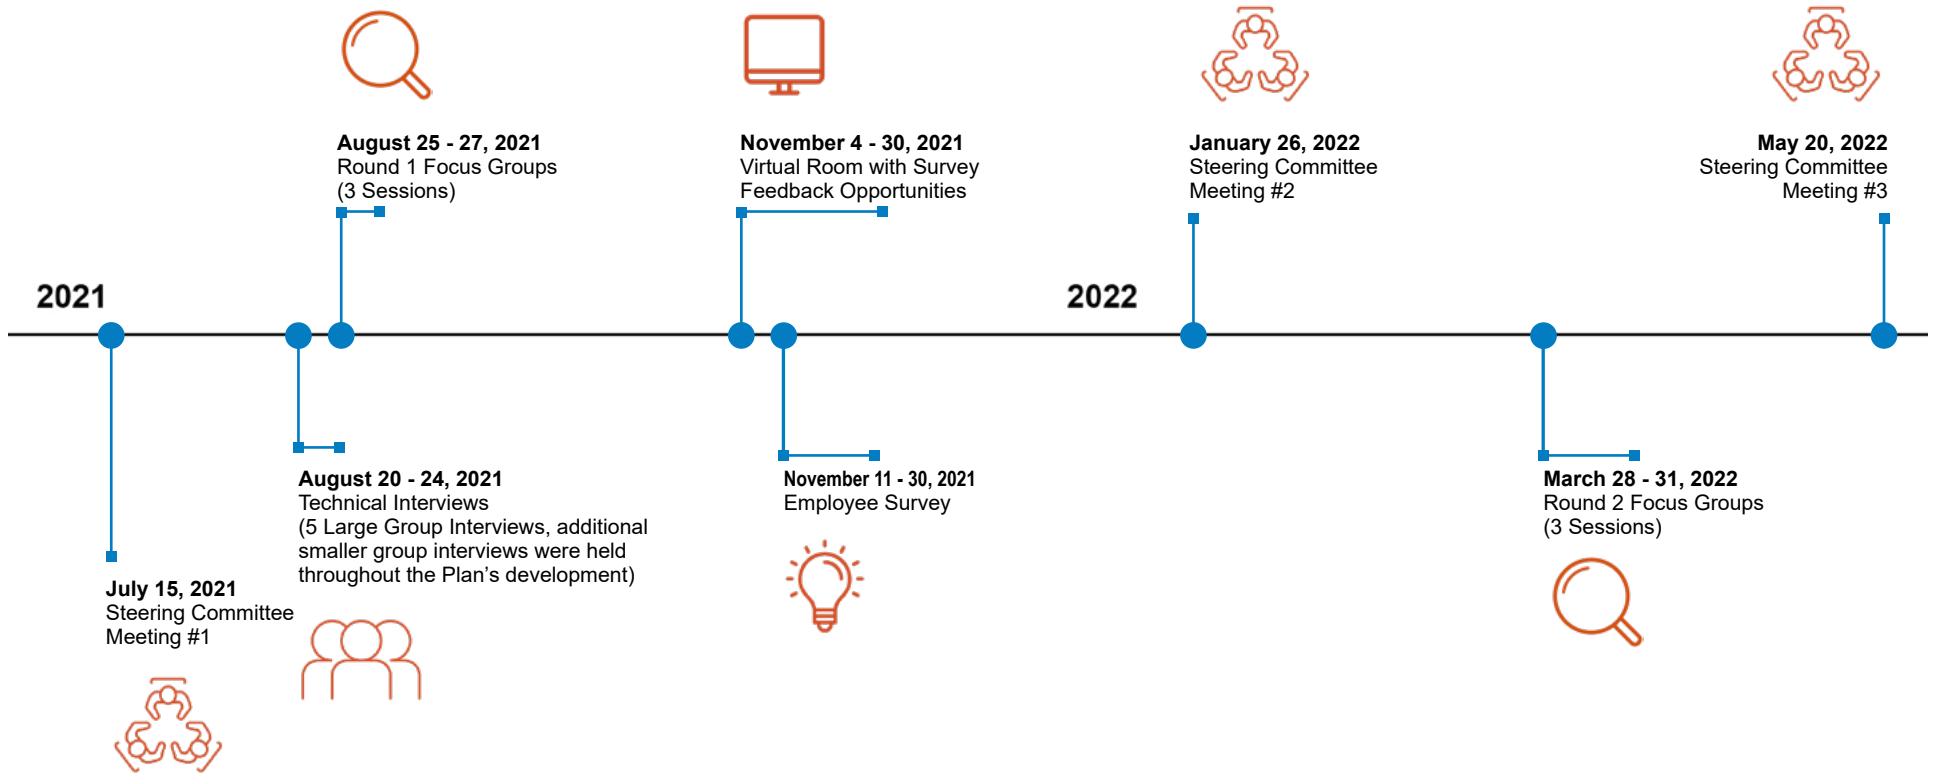 August 25 - 27, 2021
Round 1 Focus Groups
(3 Sessions)
November 4 - 30, 2021
Virtual Room with Survey
Feedback Opportunities
January 26, 2022
Steering Committee
Meeting #2
May 20, 2022
Steering Committee
Meeting #3
2021
2022
July 15, 2021
Steering Committee
Meeting #1
August 20 - 24, 2021
Technical Interviews
(5 Large Group Interviews, additional
smaller group interviews were held
throughout the Plan’s development)
November 11 - 30, 2021
Employee Survey
March 28 - 31, 2022
Round 2 Focus Groups
(3 Sessions)